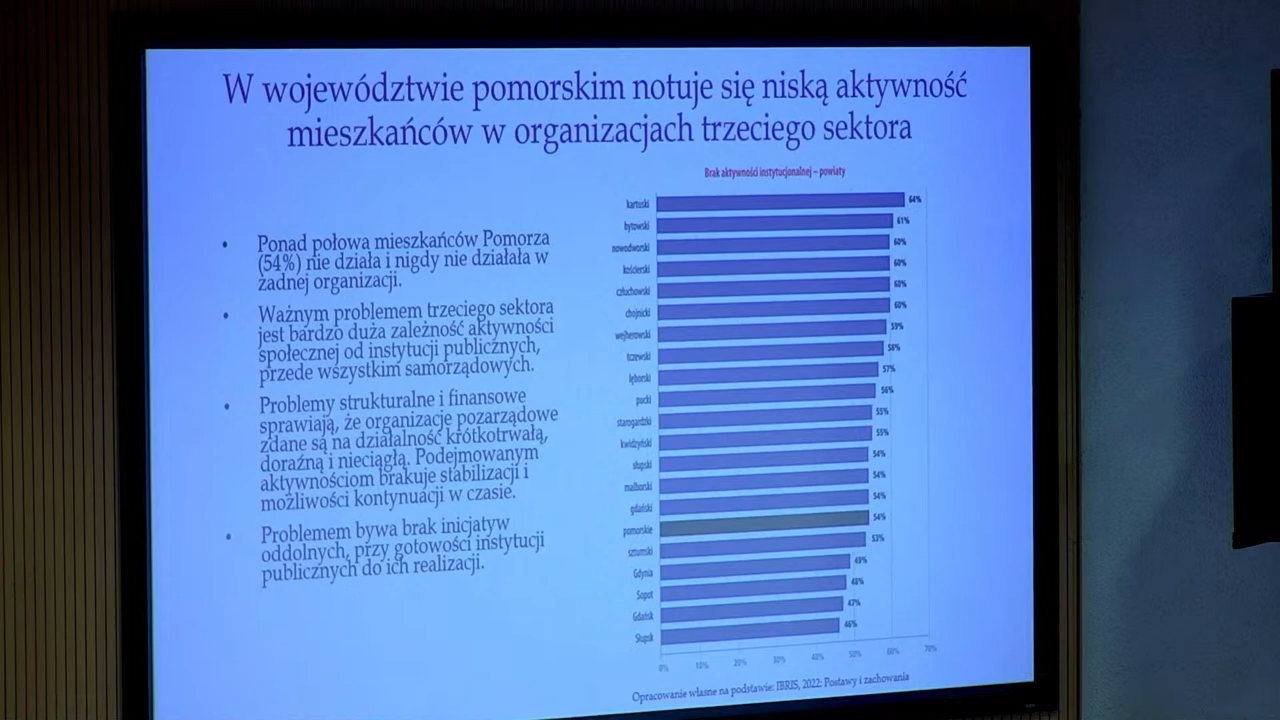 W województwie pomorskim notuje się niską aktywność
mieszkańców w organizacjach trzeciego sektora
• Ponad połowa mieszkańców Pomorza
(54%) nie działa i nigdy nie działała w
żadnej organizacji.
• Ważnym problemem trzeciego sektora
jest bardzo duża zależność aktywności
społecznej od instytucji publicznych,
przede wszystkim samorządowych.
• Problemy strukturalne i finansowe
sprawiają, że organizacje pozarządowe
zdane są na działalność krótkotrwałą,
doraźną i nieciągłą. Podejmowanym
aktywnościom brakuje stabilizacji i
możliwości kontynuacji w czasie.
• Problemem bywa brak inicjatyw
oddolnych, przy gotowości instytucji
publicznych do ich realizacji.
Brak aktywności instytucjonalnej – powiaty
kartuski 64%
bytowski 61%
nowodworski 60%
kościerski 60%
człuchowski 60%
chojnicki 60%
wejherowski 59%
tczewski 58%
lęborski 57%
pucki 56%
starogardzki 55%
kwidzyński 55%
słupski 54%
malborski 54%
gdański 54%
pomorskie 54%
sztumski 53%
Gdynia 49%
Sopot 48%
Gdańsk 47%
Słupsk 46%
0% 10% 20% 30% 40% 50% 60% 70%
Opracowanie własne na podstawie: IBRIS, 2022: Postawy i zachowania